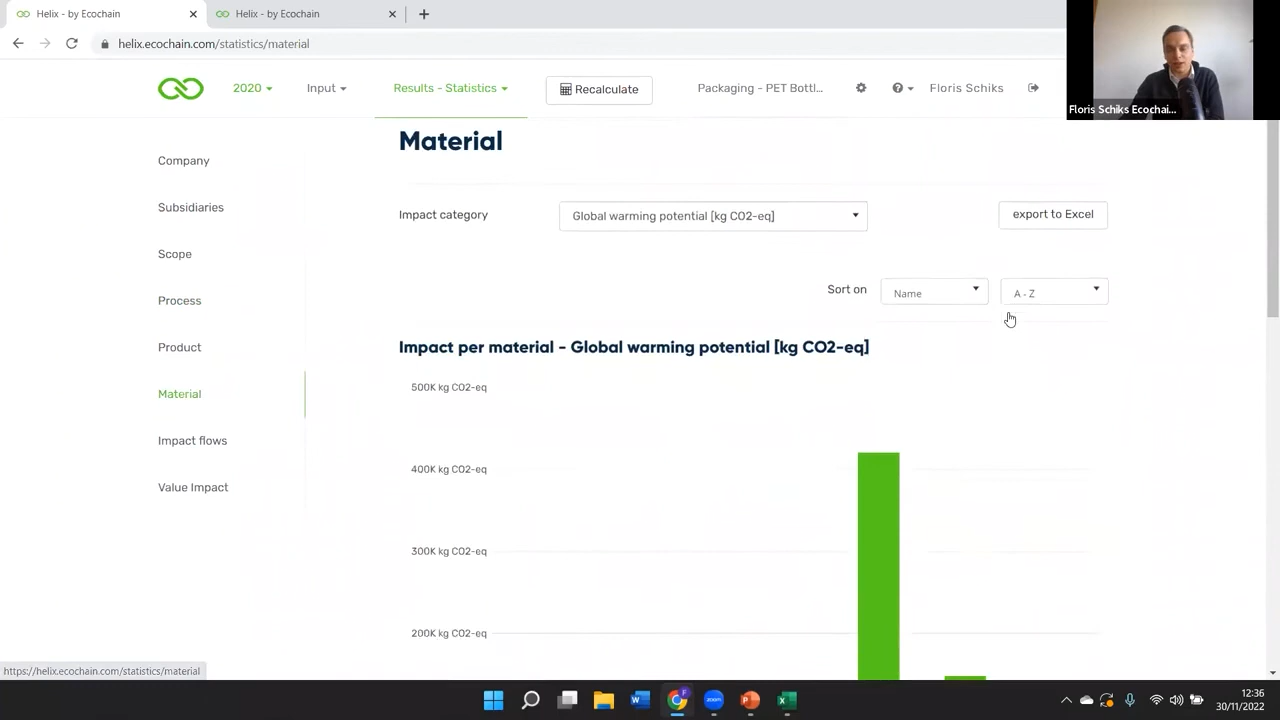 Helix - by Ecochain
Helix - by Ecochain
helix.ecochain.com/statistics/material
2020
Input
Results - Statistics
Recalculate
Packaging - PET Bottl...
Floris Schiks
Floris Schiks Ecochai...
Company
Subsidiaries
Scope
Process
Product
Material
Impact flows
Value Impact
Material
Impact category
Global warming potential [kg CO2-eq]
export to Excel
Sort on
Name
A - Z
Impact per material - Global warming potential [kg CO2-eq]
500K kg CO2-eq
400K kg CO2-eq
300K kg CO2-eq
200K kg CO2-eq
https://helix.ecochain.com/statistics/material
12:36
30/11/2022